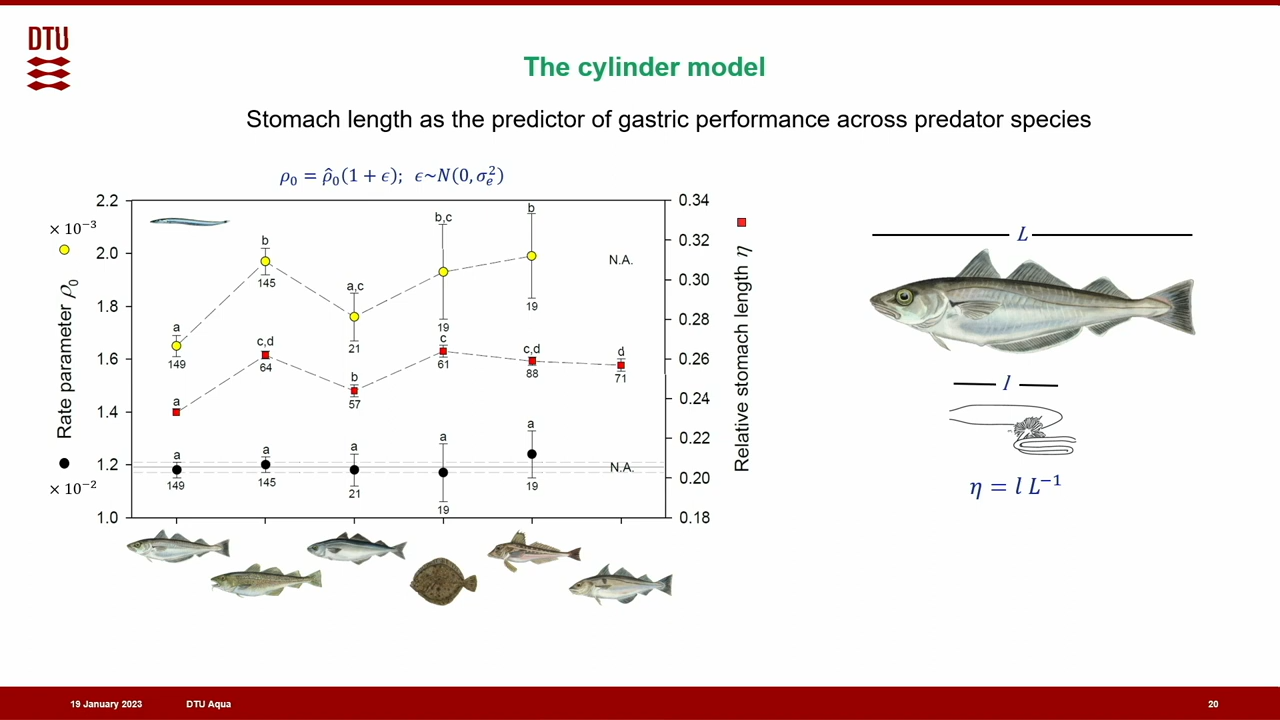 DTU
The cylinder model
Stomach length as the predictor of gastric performance across predator species
ρ₀ = ρ̂₀(1 + ϵ); ϵ~N(0, σₑ²)
× 10⁻³
× 10⁻²
Rate parameter ρ₀
2.2
2.0
1.8
1.6
1.4
1.2
1.0
b
b,c
b
a,c
a
N.A.
145
19
19
21
149
c,d
c
c,d
d
b
a
64
61
88
71
57
a
a
a
a
a
N.A.
149
145
21
19
19
0.34
0.32
0.30
0.28
0.26
0.24
0.22
0.20
0.18
Relative stomach length η
L
l
η = l L⁻¹
19 January 2023 DTU Aqua 20